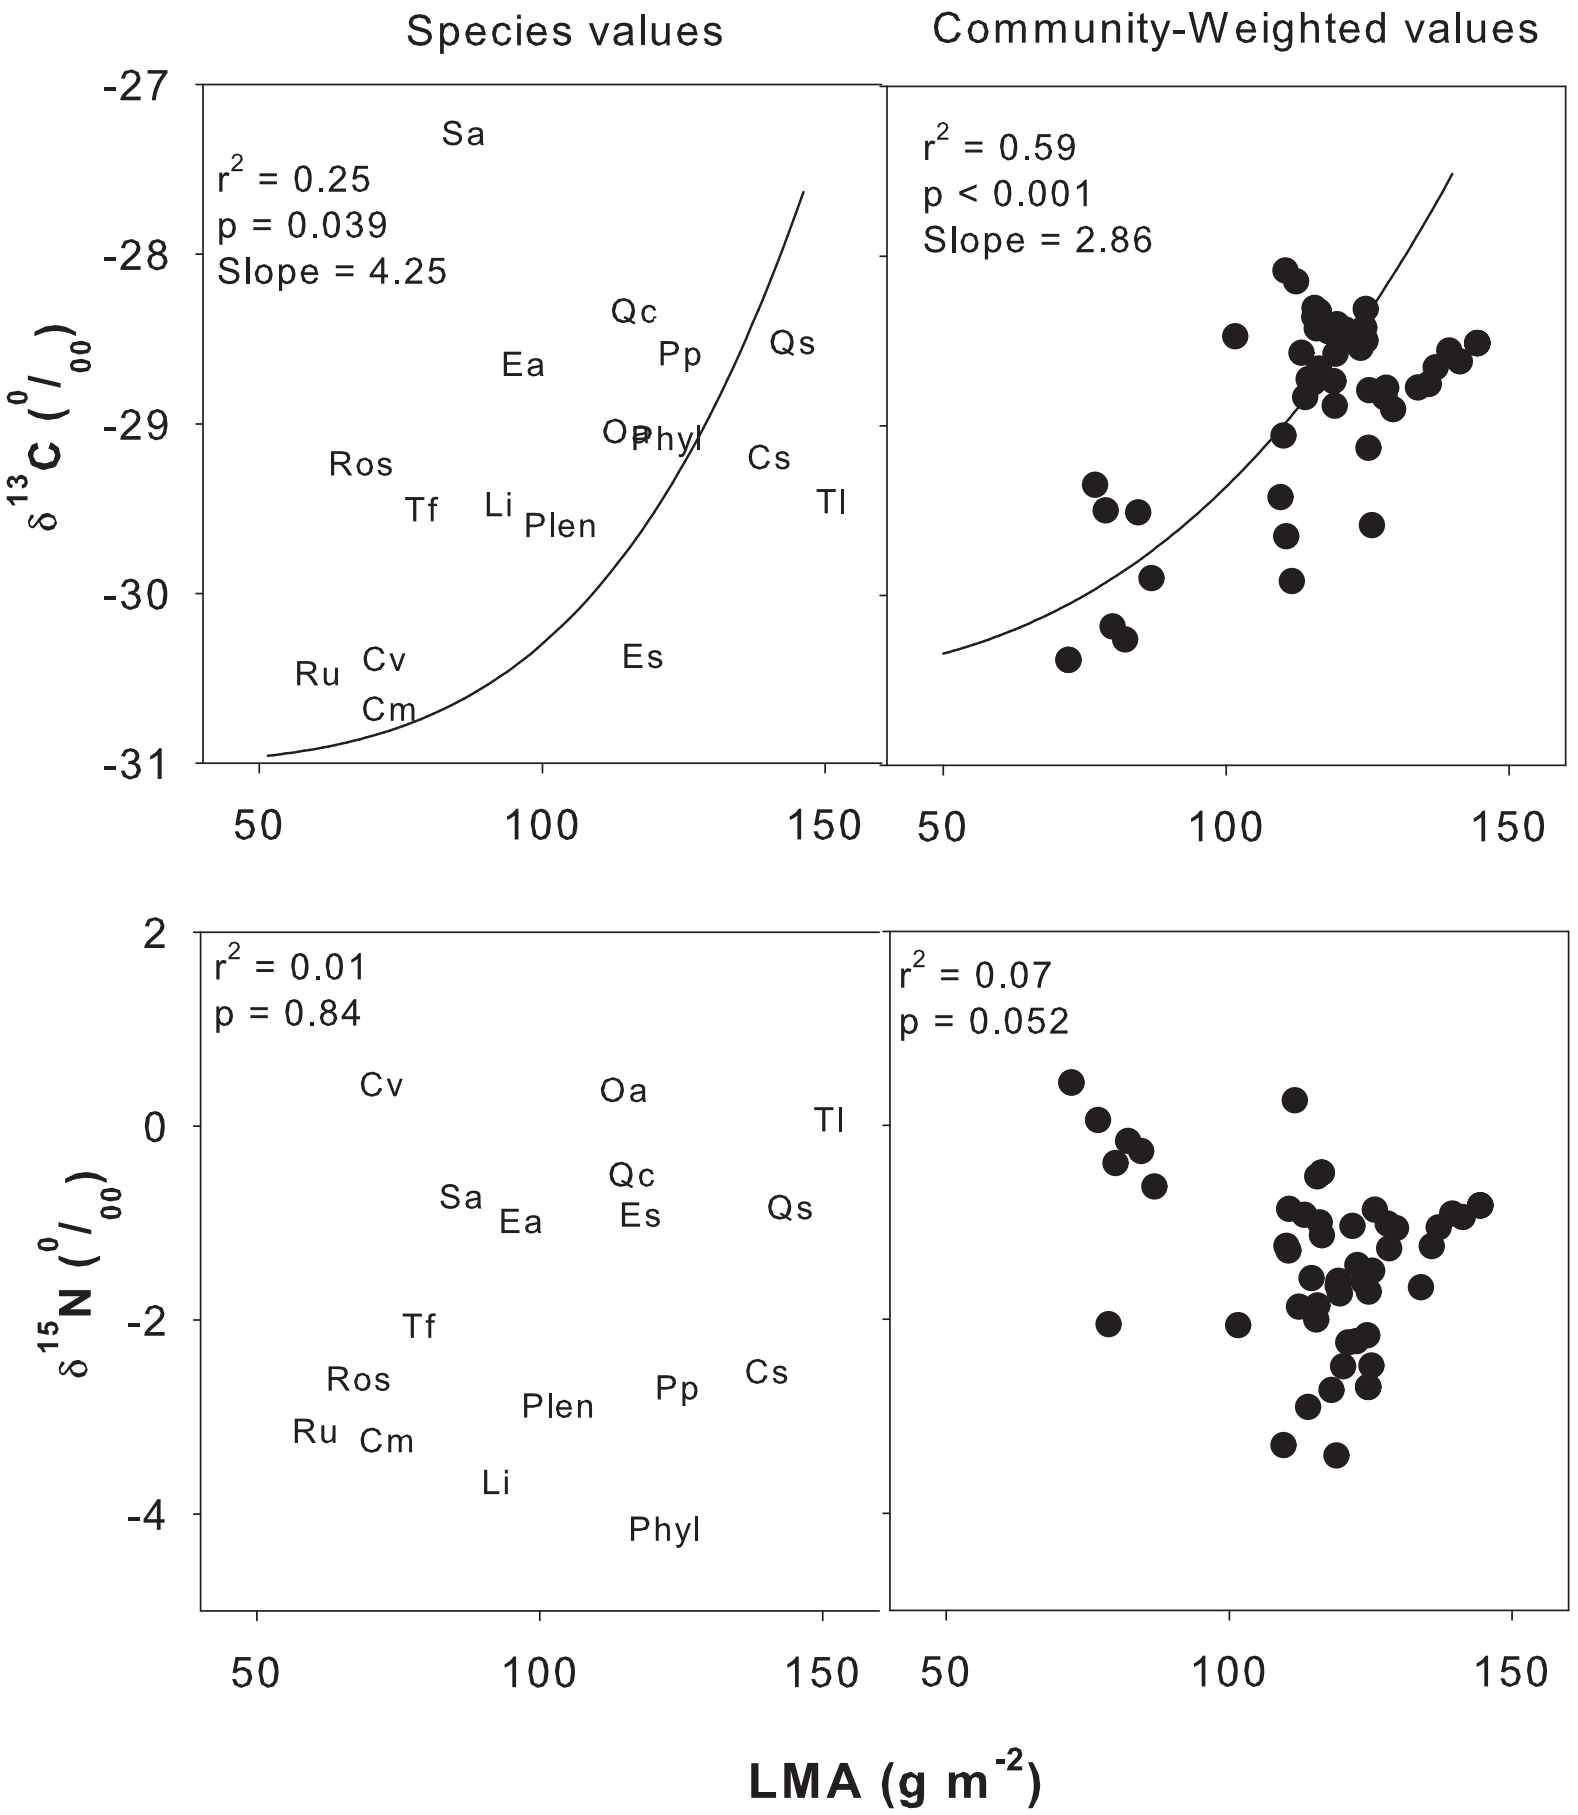 Species values
Community-Weighted values
-27
-28
-29
-30
-31
δ 13 C (0/00)
r2 = 0.25
p = 0.039
Slope = 4.25
Sa
Qc
Qs
Pp
Ea
Oa
Phyl
Cs
Ros
Tf
Li
Plen
Tl
Es
Cv
Ru
Cm
50
100
150
r2 = 0.59
p < 0.001
Slope = 2.86
50
100
150
2
0
-2
-4
δ 15 N (0/00)
r2 = 0.01
p = 0.84
Cv
Oa
Tl
Qc
Sa
Ea
Es
Qs
Tf
Ros
Cs
Pp
Plen
Ru
Cm
Li
Phyl
50
100
150
r2 = 0.07
p = 0.052
50
100
150
LMA (g m-2)